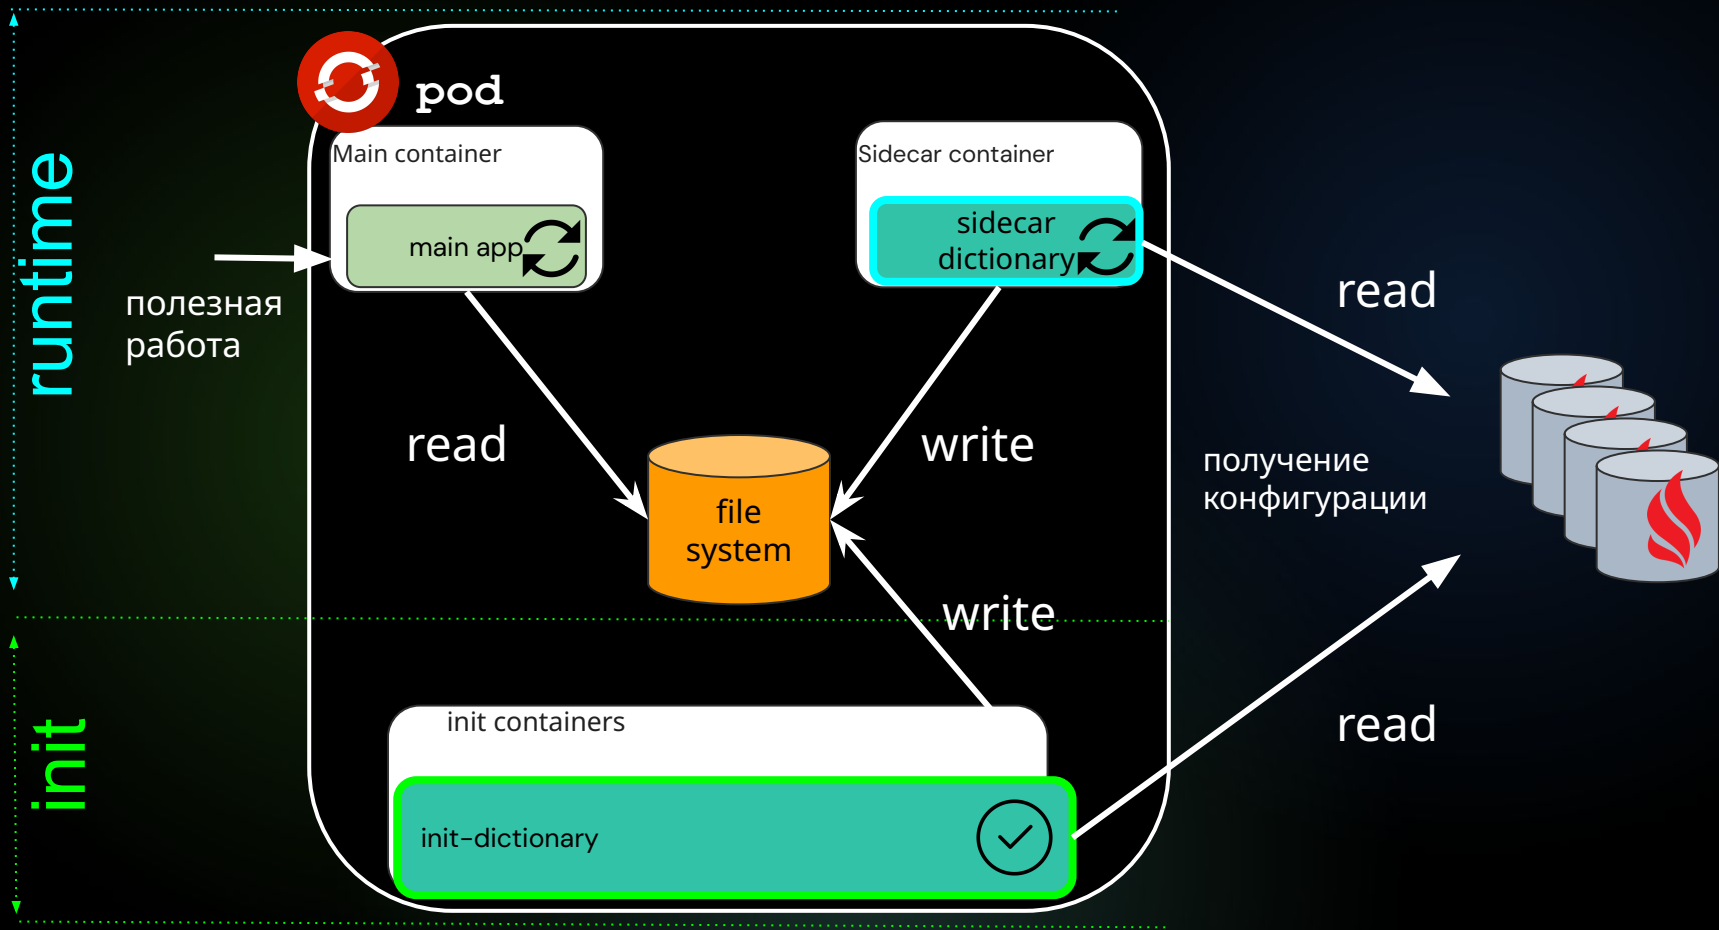 runtime
pod
Main container
main app
Sidecar container
sidecar
dictionary
полезная
работа
read
write
read
file
system
получение
конфигурации
write
init
init containers
init-dictionary
read